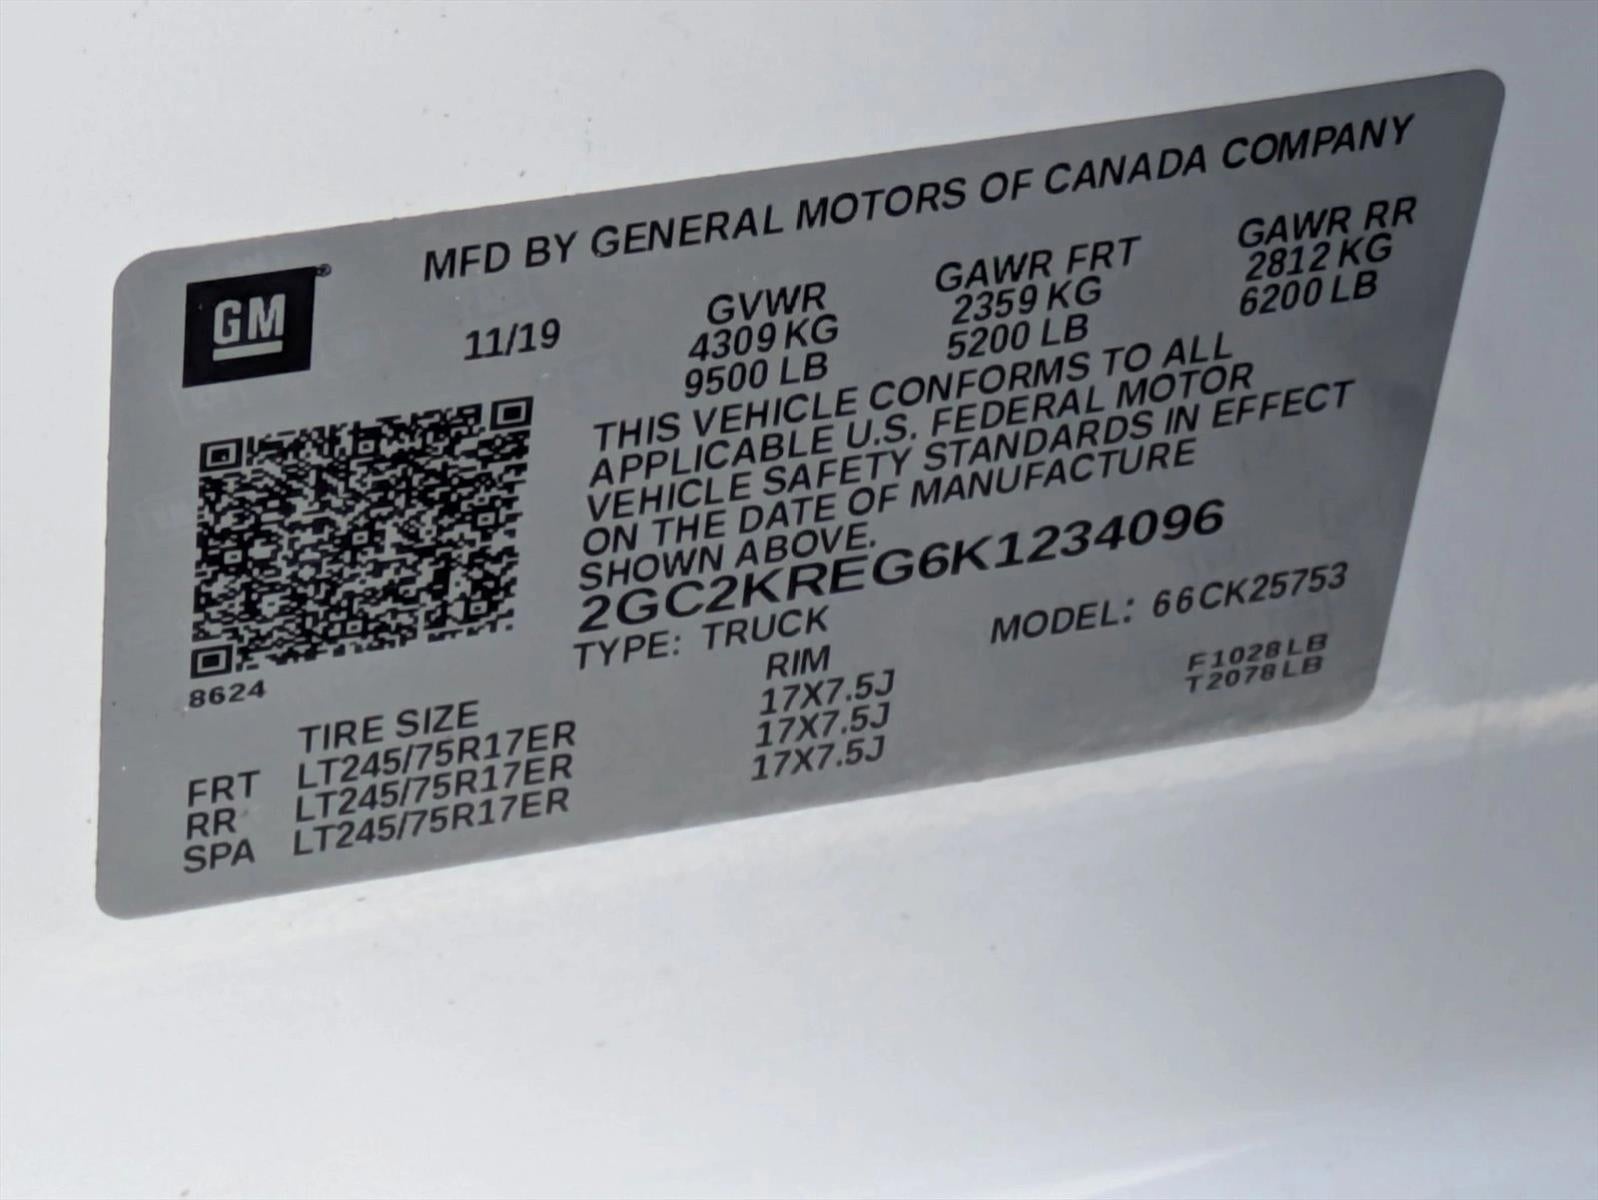 MFD BY GENERAL MOTORS OF CANADA COMPANY
GM®
11/19
GVWR GAWR FRT GAWR RR
4309 KG 2359 KG 2812 KG
9500 LB 5200 LB 6200 LB
THIS VEHICLE CONFORMS TO ALL
APPLICABLE U.S. FEDERAL MOTOR
VEHICLE SAFETY STANDARDS IN EFFECT
ON THE DATE OF MANUFACTURE
SHOWN ABOVE.
2GC2KREG6K1234096
TYPE: TRUCK MODEL: 66CK25753
8624
F1028LB
T2078LB
TIRE SIZE RIM
FRT LT245/75R17ER 17X7.5J
RR LT245/75R17ER 17X7.5J
SPA LT245/75R17ER 17X7.5J